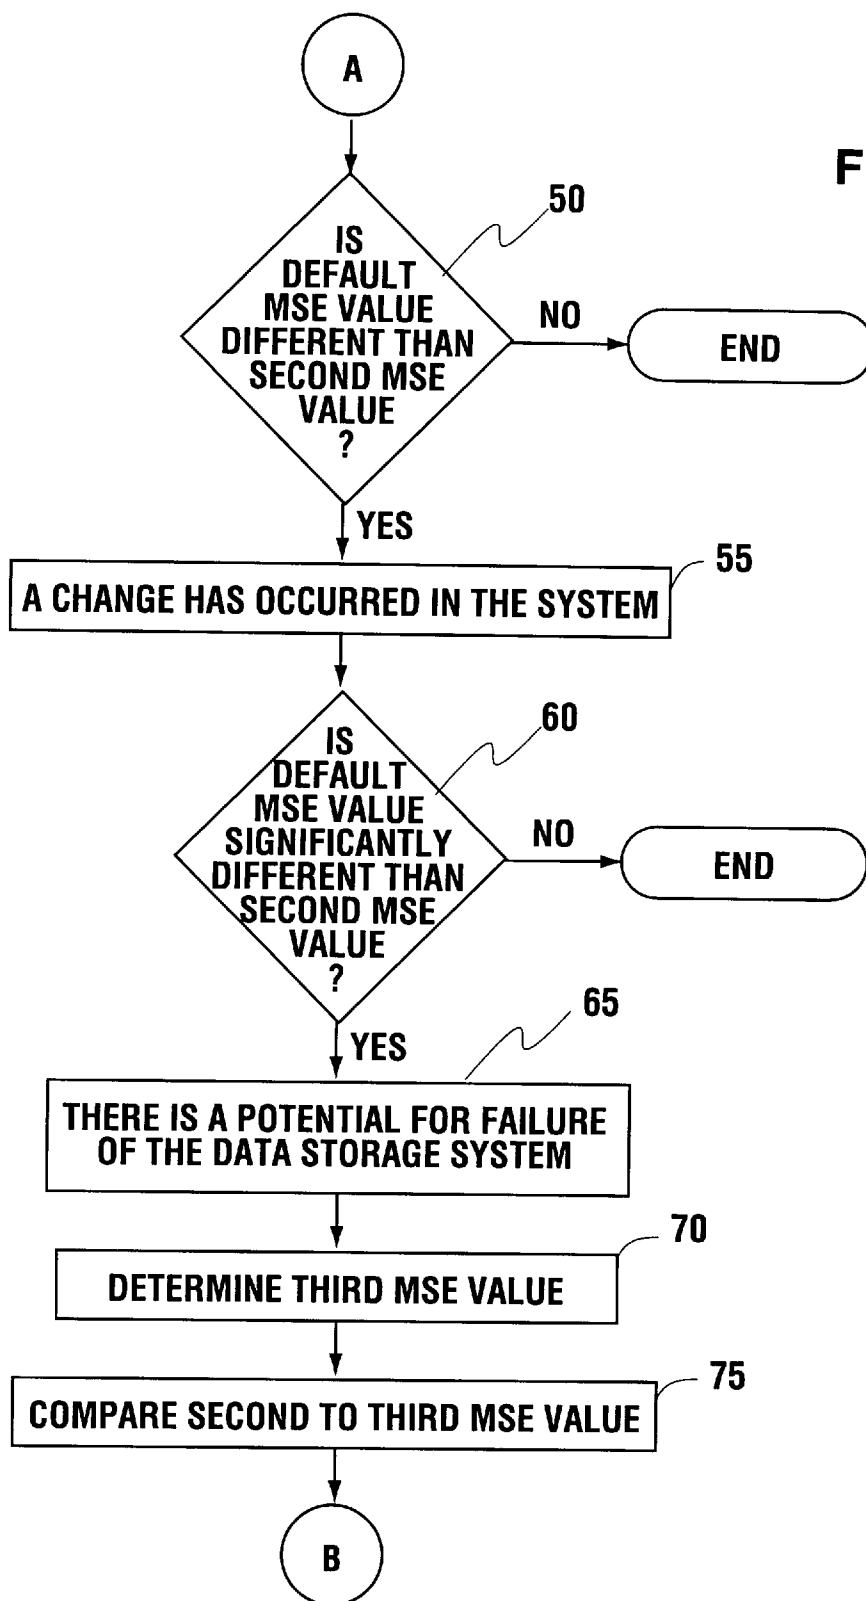 A
F
50
IS
DEFAULT
MSE VALUE
DIFFERENT THAN
SECOND MSE
VALUE
?
NO
END
YES
55
A CHANGE HAS OCCURRED IN THE SYSTEM
60
IS
DEFAULT
MSE VALUE
SIGNIFICANTLY
DIFFERENT THAN
SECOND MSE
VALUE
?
NO
END
YES
65
THERE IS A POTENTIAL FOR FAILURE
OF THE DATA STORAGE SYSTEM
70
DETERMINE THIRD MSE VALUE
75
COMPARE SECOND TO THIRD MSE VALUE
B